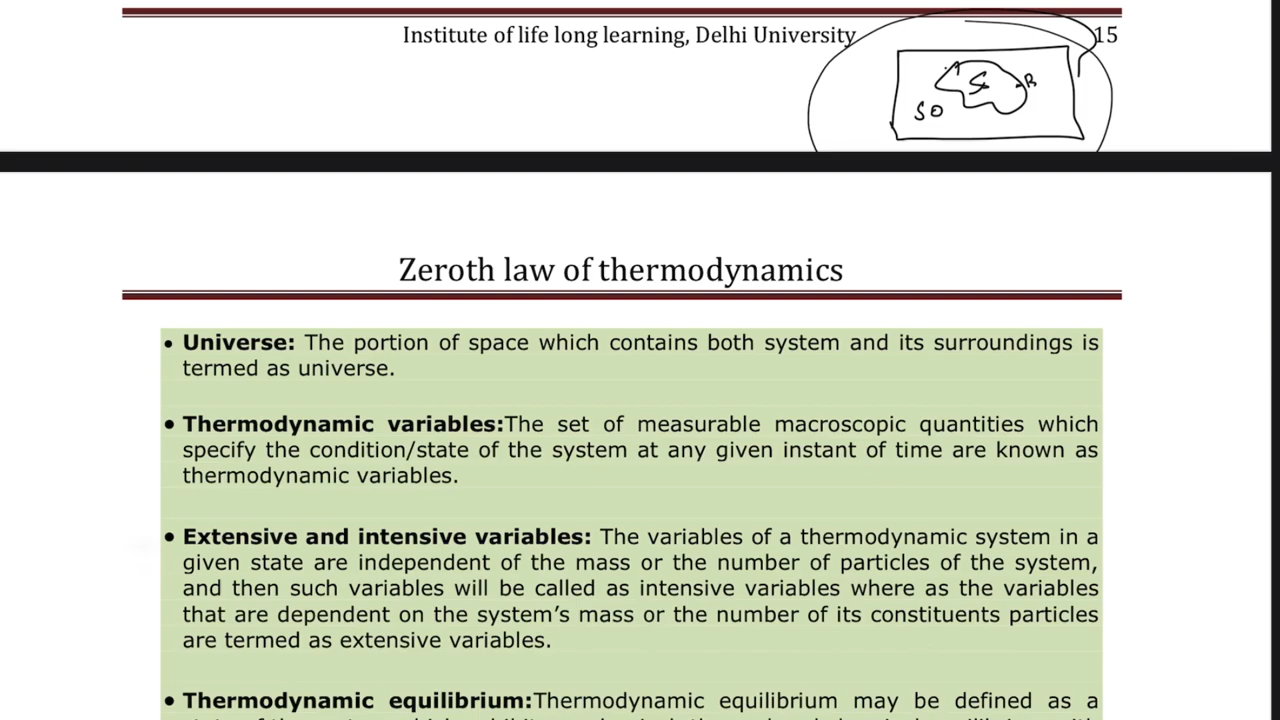 Institute of life long learning, Delhi University 15
S
B
SO
Zeroth law of thermodynamics
• Universe: The portion of space which contains both system and its surroundings is
termed as universe.
• Thermodynamic variables:The set of measurable macroscopic quantities which
specify the condition/state of the system at any given instant of time are known as
thermodynamic variables.
• Extensive and intensive variables: The variables of a thermodynamic system in a
given state are independent of the mass or the number of particles of the system,
and then such variables will be called as intensive variables where as the variables
that are dependent on the system's mass or the number of its constituents particles
are termed as extensive variables.
• Thermodynamic equilibrium:Thermodynamic equilibrium may be defined as a